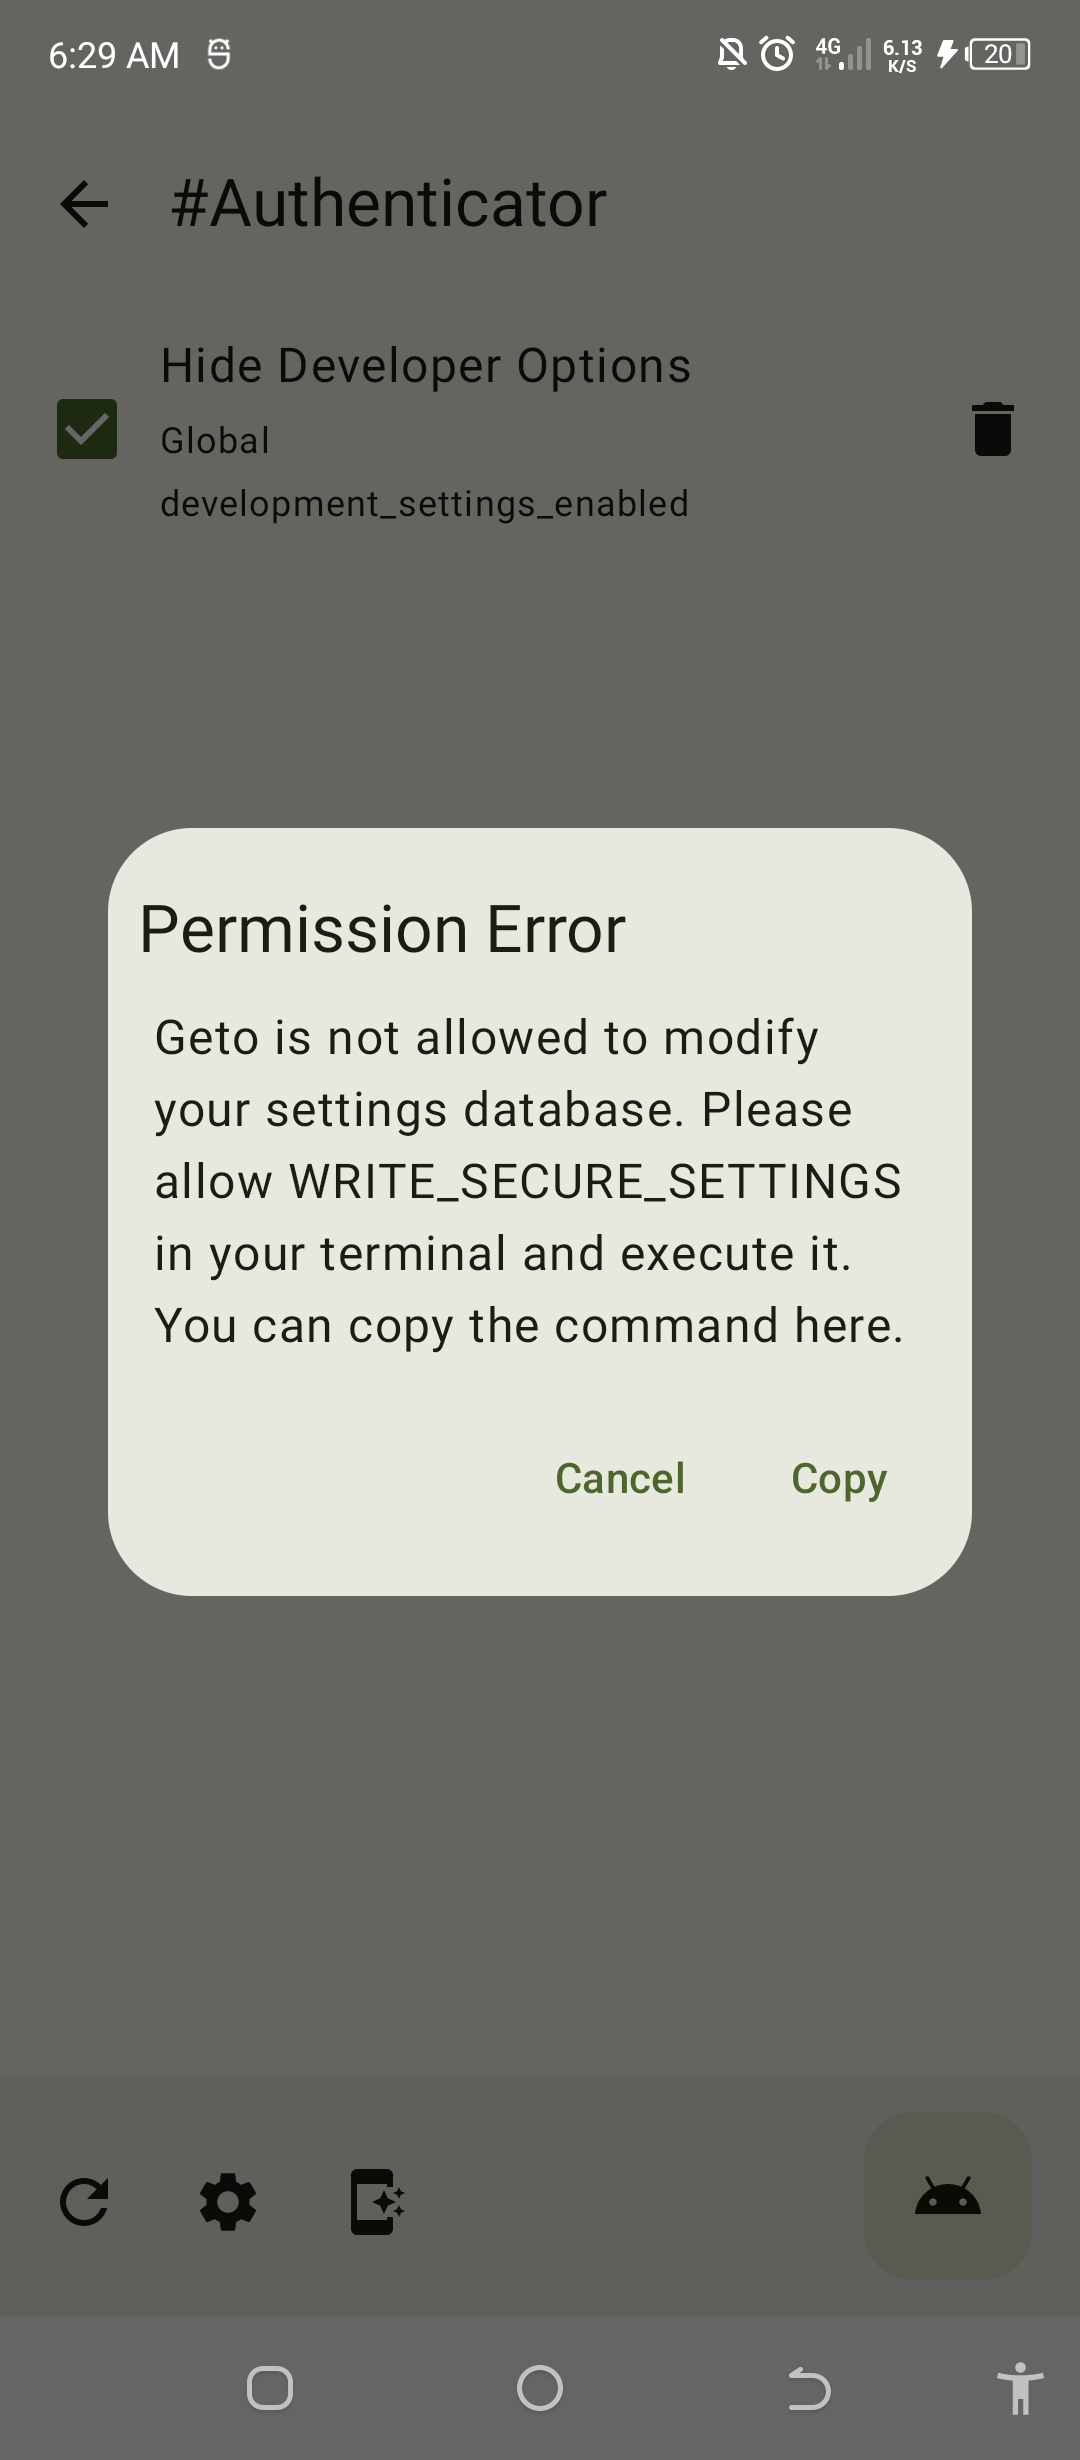 6:29 AM
4G
6.13
K/S
20
#Authenticator
Hide Developer Options
Global
development_settings_enabled
Permission Error
Geto is not allowed to modify
your settings database. Please
allow WRITE_SECURE_SETTINGS
in your terminal and execute it.
You can copy the command here.
Cancel
Copy